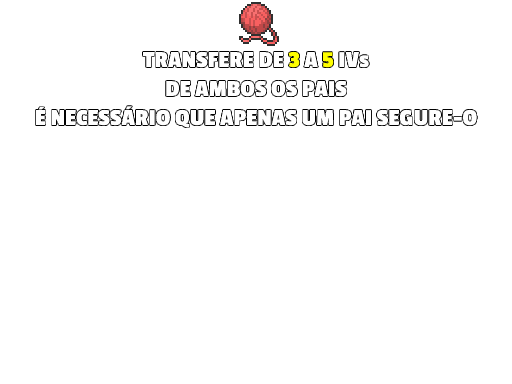 TRANSFERE DE 3 A 5 IVs
DE AMBOS OS PAIS
É NECESSÁRIO QUE APENAS UM PAI SEGURE-O